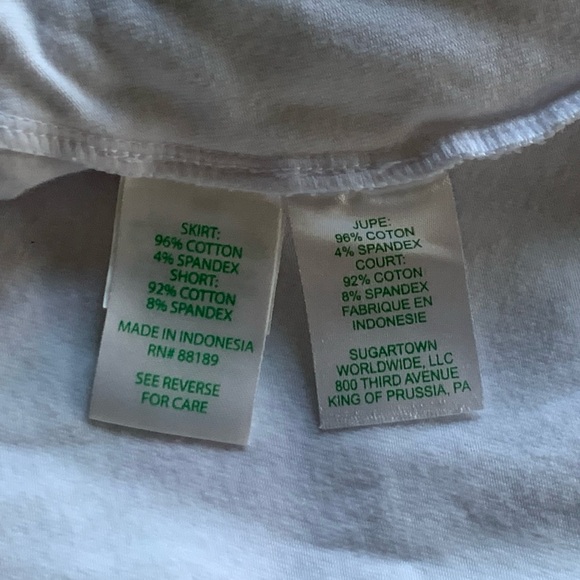 SKIRT:
96% COTTON
4% SPANDEX
SHORT:
92% COTTON
8% SPANDEX
MADE IN INDONESIA
RN# 88189
SEE REVERSE
FOR CARE
JUPE:
96% COTON
4% SPANDEX
COURT:
92% COTON
8% SPANDEX
FABRIQUE EN
INDONESIE
SUGARTOWN
WORLDWIDE, LLC
800 THIRD AVENUE
KING OF PRUSSIA, PA